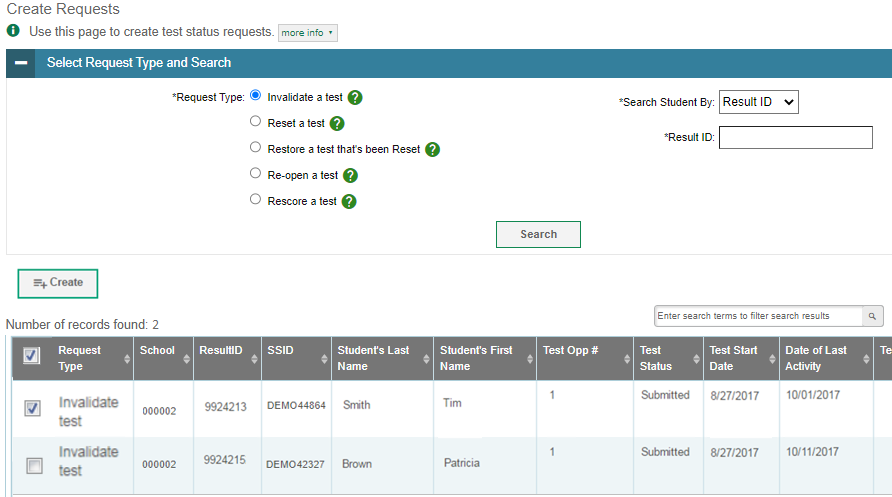 Create Requests
Use this page to create test status requests. more info
Select Request Type and Search
*Request Type: Invalidate a test ?
*Search Student By: Result ID
Reset a test ?
*Result ID:
Restore a test that's been Reset ?
Re-open a test ?
Rescore a test ?
Search
Create
Number of records found: 2
Enter search terms to filter search results
Request Type School ResultID SSID Student's Last Name Student's First Name Test Opp # Test Status Test Start Date Date of Last Activity Te
Invalidate test 000002 9924213 DEMO44864 Smith Tim 1 Submitted 8/27/2017 10/01/2017
Invalidate test 000002 9924215 DEMO42327 Brown Patricia 1 Submitted 8/27/2017 10/11/2017